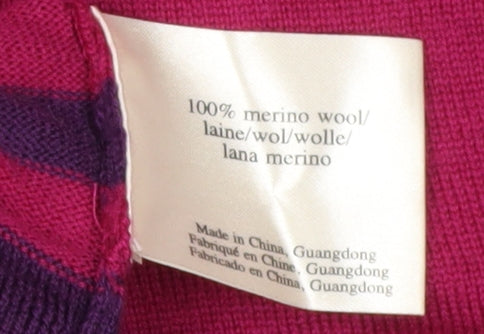 100% merino wool/
laine/wol/wolle/
lana merino
Made in China, Guangdong
Fabriqué en Chine, Guangdong
Fabricado en China, Guangdong